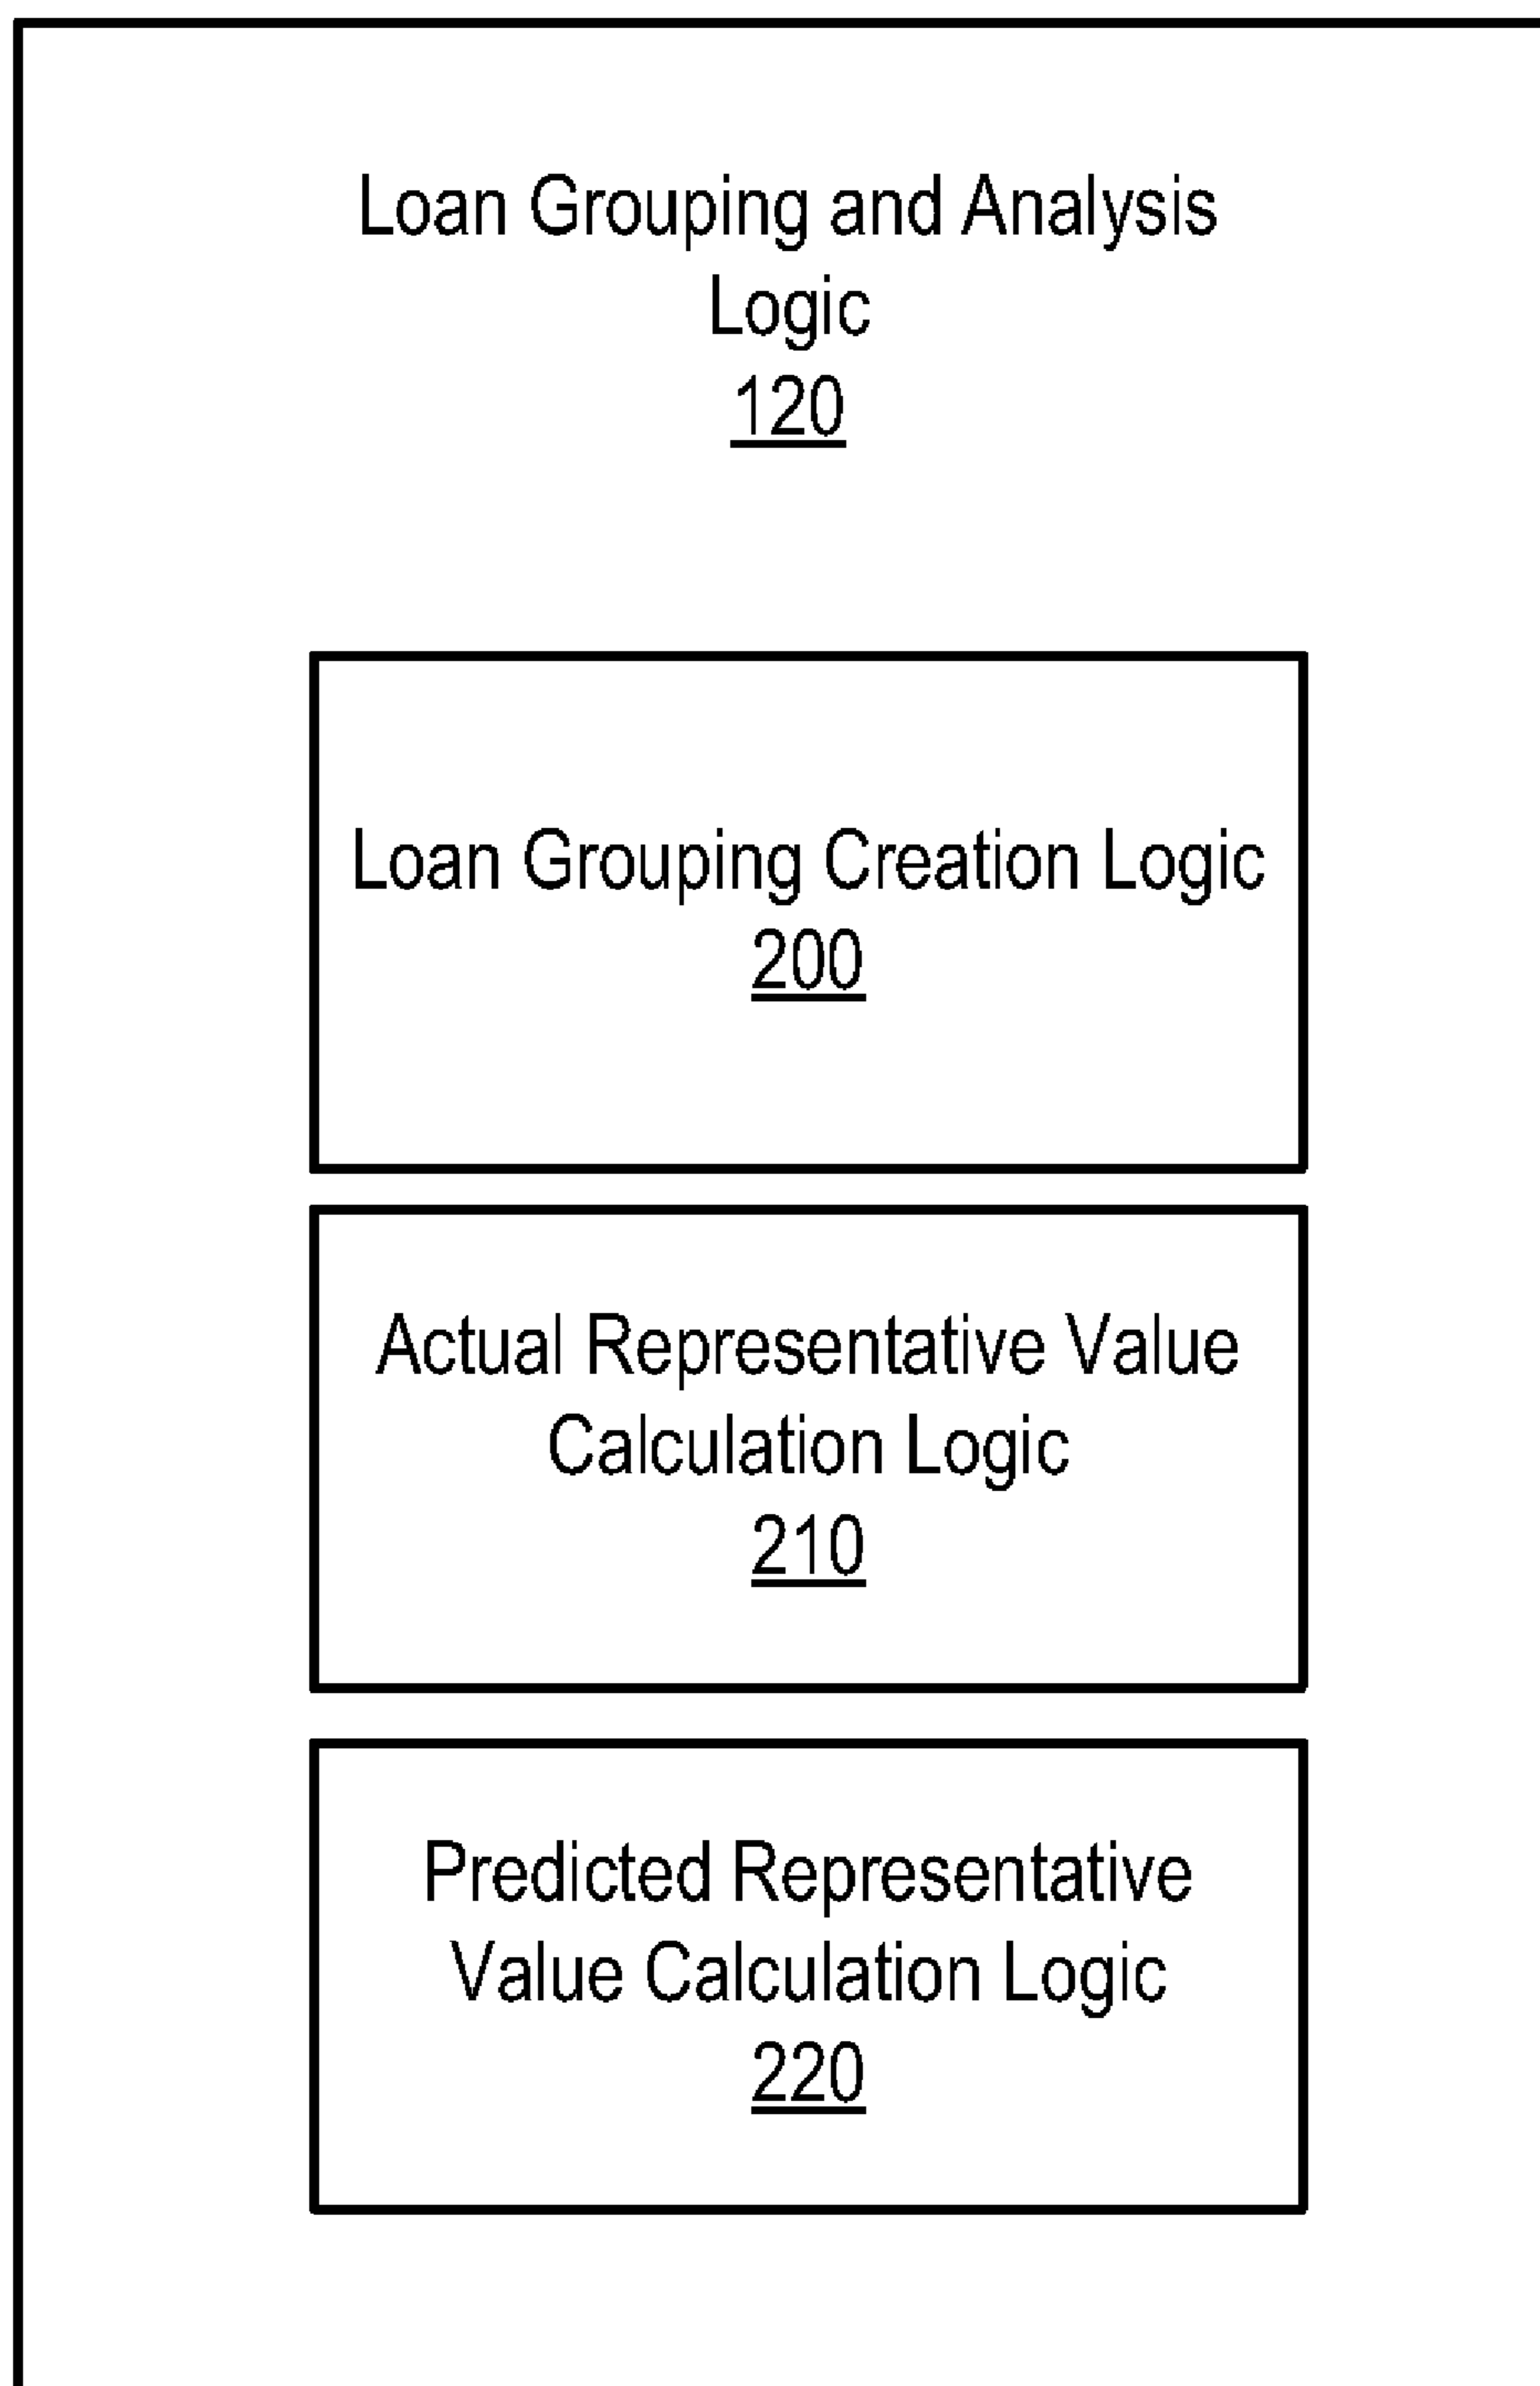 Loan Grouping and Analysis
Logic
120
Loan Grouping Creation Logic
200
Actual Representative Value
Calculation Logic
210
Predicted Representative
Value Calculation Logic
220